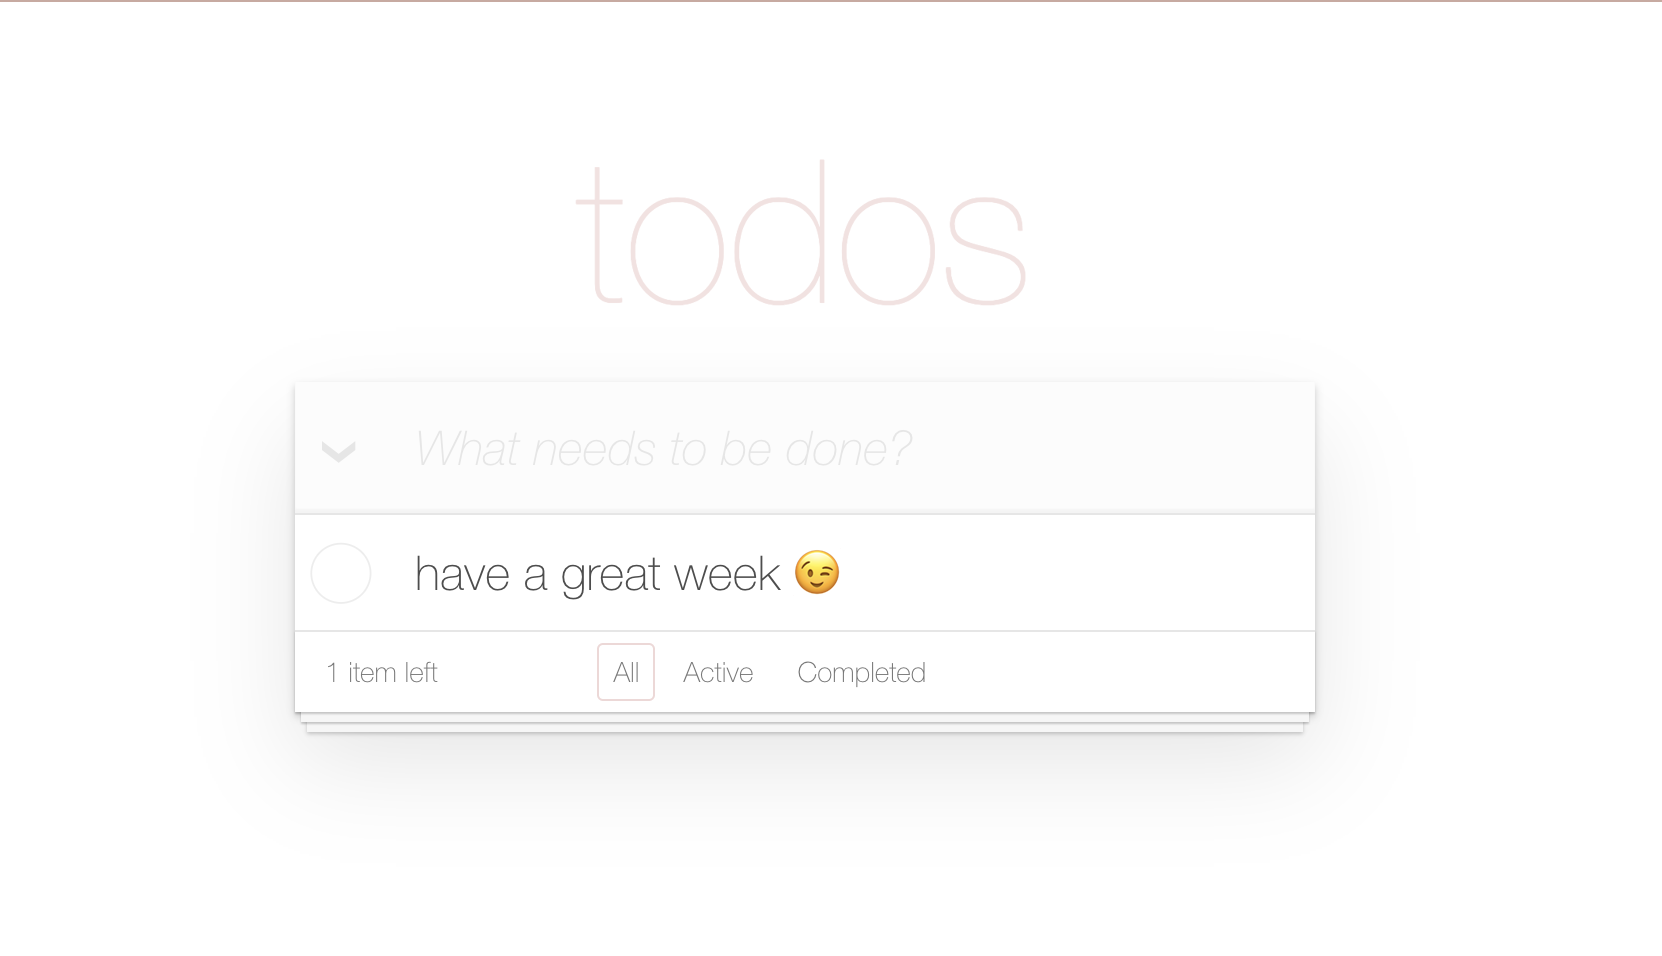 todos
What needs to be done?
have a great week 😉
1 item left All Active Completed